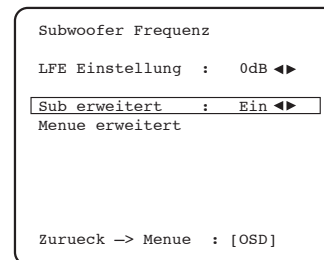 Subwoofer Frequenz
LFE Einstellung : 0dB ◄►
Sub erweitert : Ein ◄►
Menue erweitert
Zurueck —> Menue : [OSD]